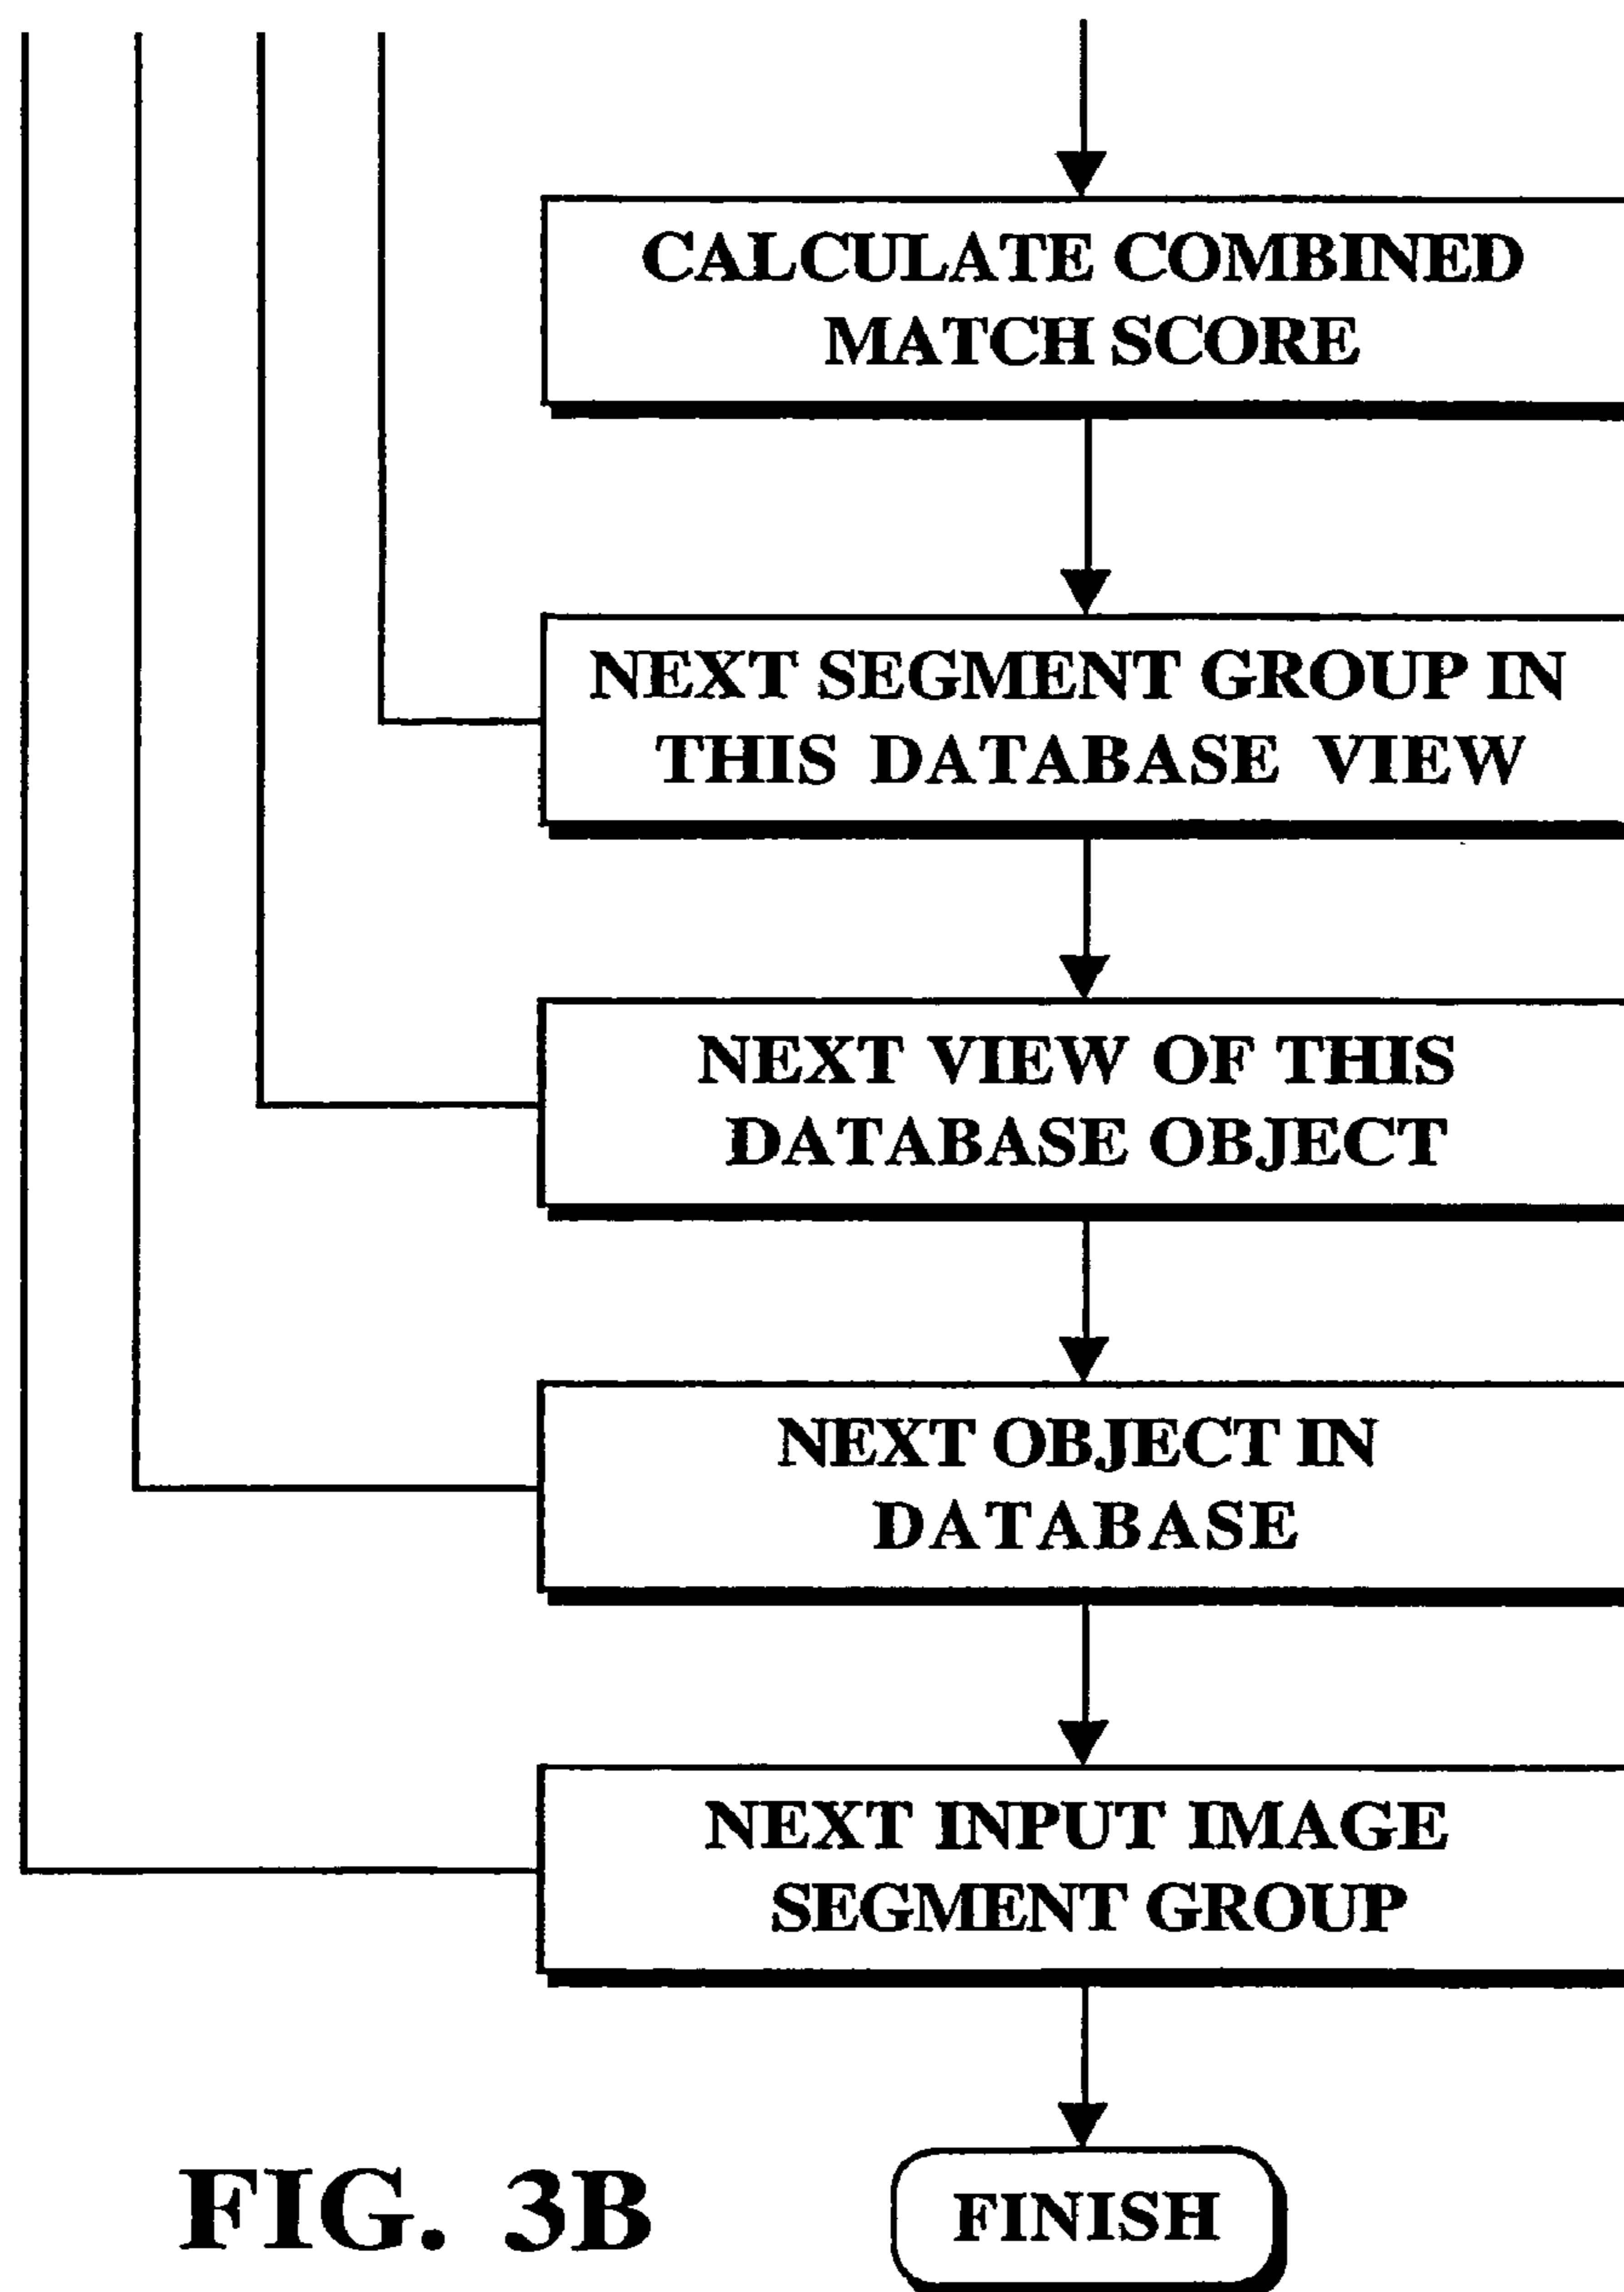 CALCULATE COMBINED
MATCH SCORE
NEXT SEGMENT GROUP IN
THIS DATABASE VIEW
NEXT VIEW OF THIS
DATABASE OBJECT
NEXT OBJECT IN
DATABASE
NEXT INPUT IMAGE
SEGMENT GROUP
FINISH
FIG. 3B